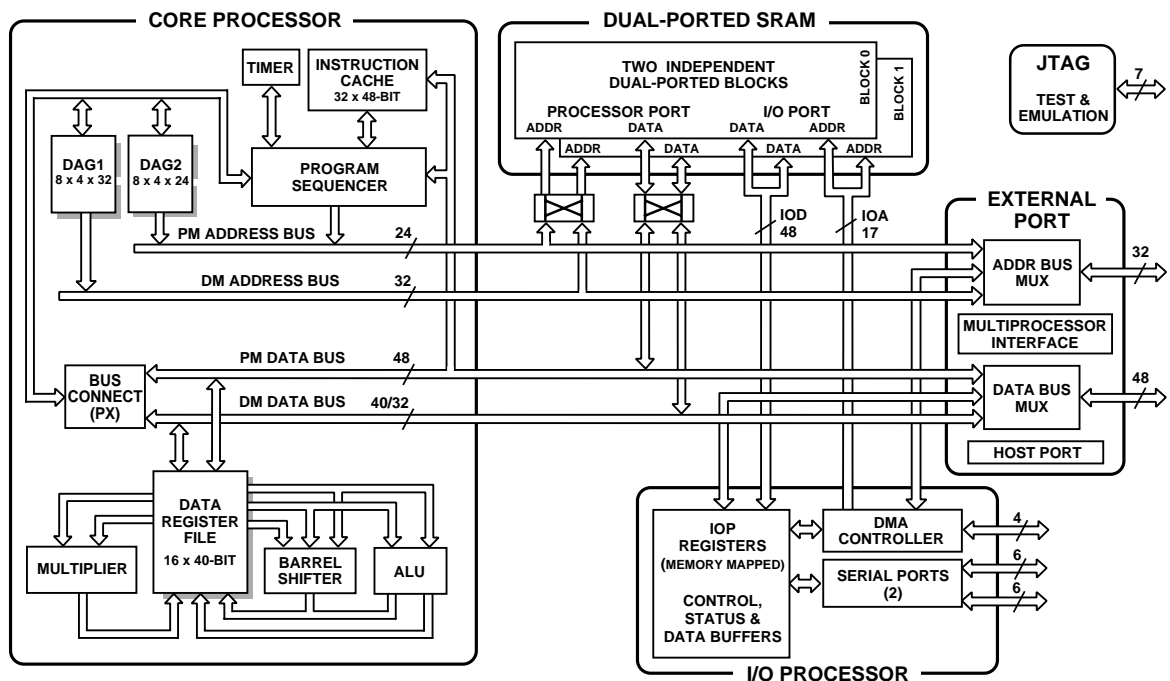 CORE PROCESSOR
TIMER
INSTRUCTION
CACHE
32 x 48-BIT
DAG1
8 x 4 x 32
DAG2
8 x 4 x 24
PROGRAM
SEQUENCER
PM ADDRESS BUS
24
DM ADDRESS BUS
32
PM DATA BUS
48
BUS
CONNECT
(PX)
DM DATA BUS
40/32
DATA
REGISTER
FILE
16 x 40-BIT
MULTIPLIER
BARREL
SHIFTER
ALU
DUAL-PORTED SRAM
TWO INDEPENDENT
DUAL-PORTED BLOCKS
BLOCK 0
BLOCK 1
PROCESSOR PORT
I/O PORT
ADDR
DATA
DATA
ADDR
ADDR
DATA
DATA
ADDR
IOD
48
IOA
17
JTAG
TEST &
EMULATION
7
EXTERNAL
PORT
ADDR BUS
MUX
32
MULTIPROCESSOR
INTERFACE
DATA BUS
MUX
48
HOST PORT
IOP
REGISTERS
(MEMORY MAPPED)
CONTROL,
STATUS &
DATA BUFFERS
DMA
CONTROLLER
4
SERIAL PORTS
(2)
6
6
I/O PROCESSOR